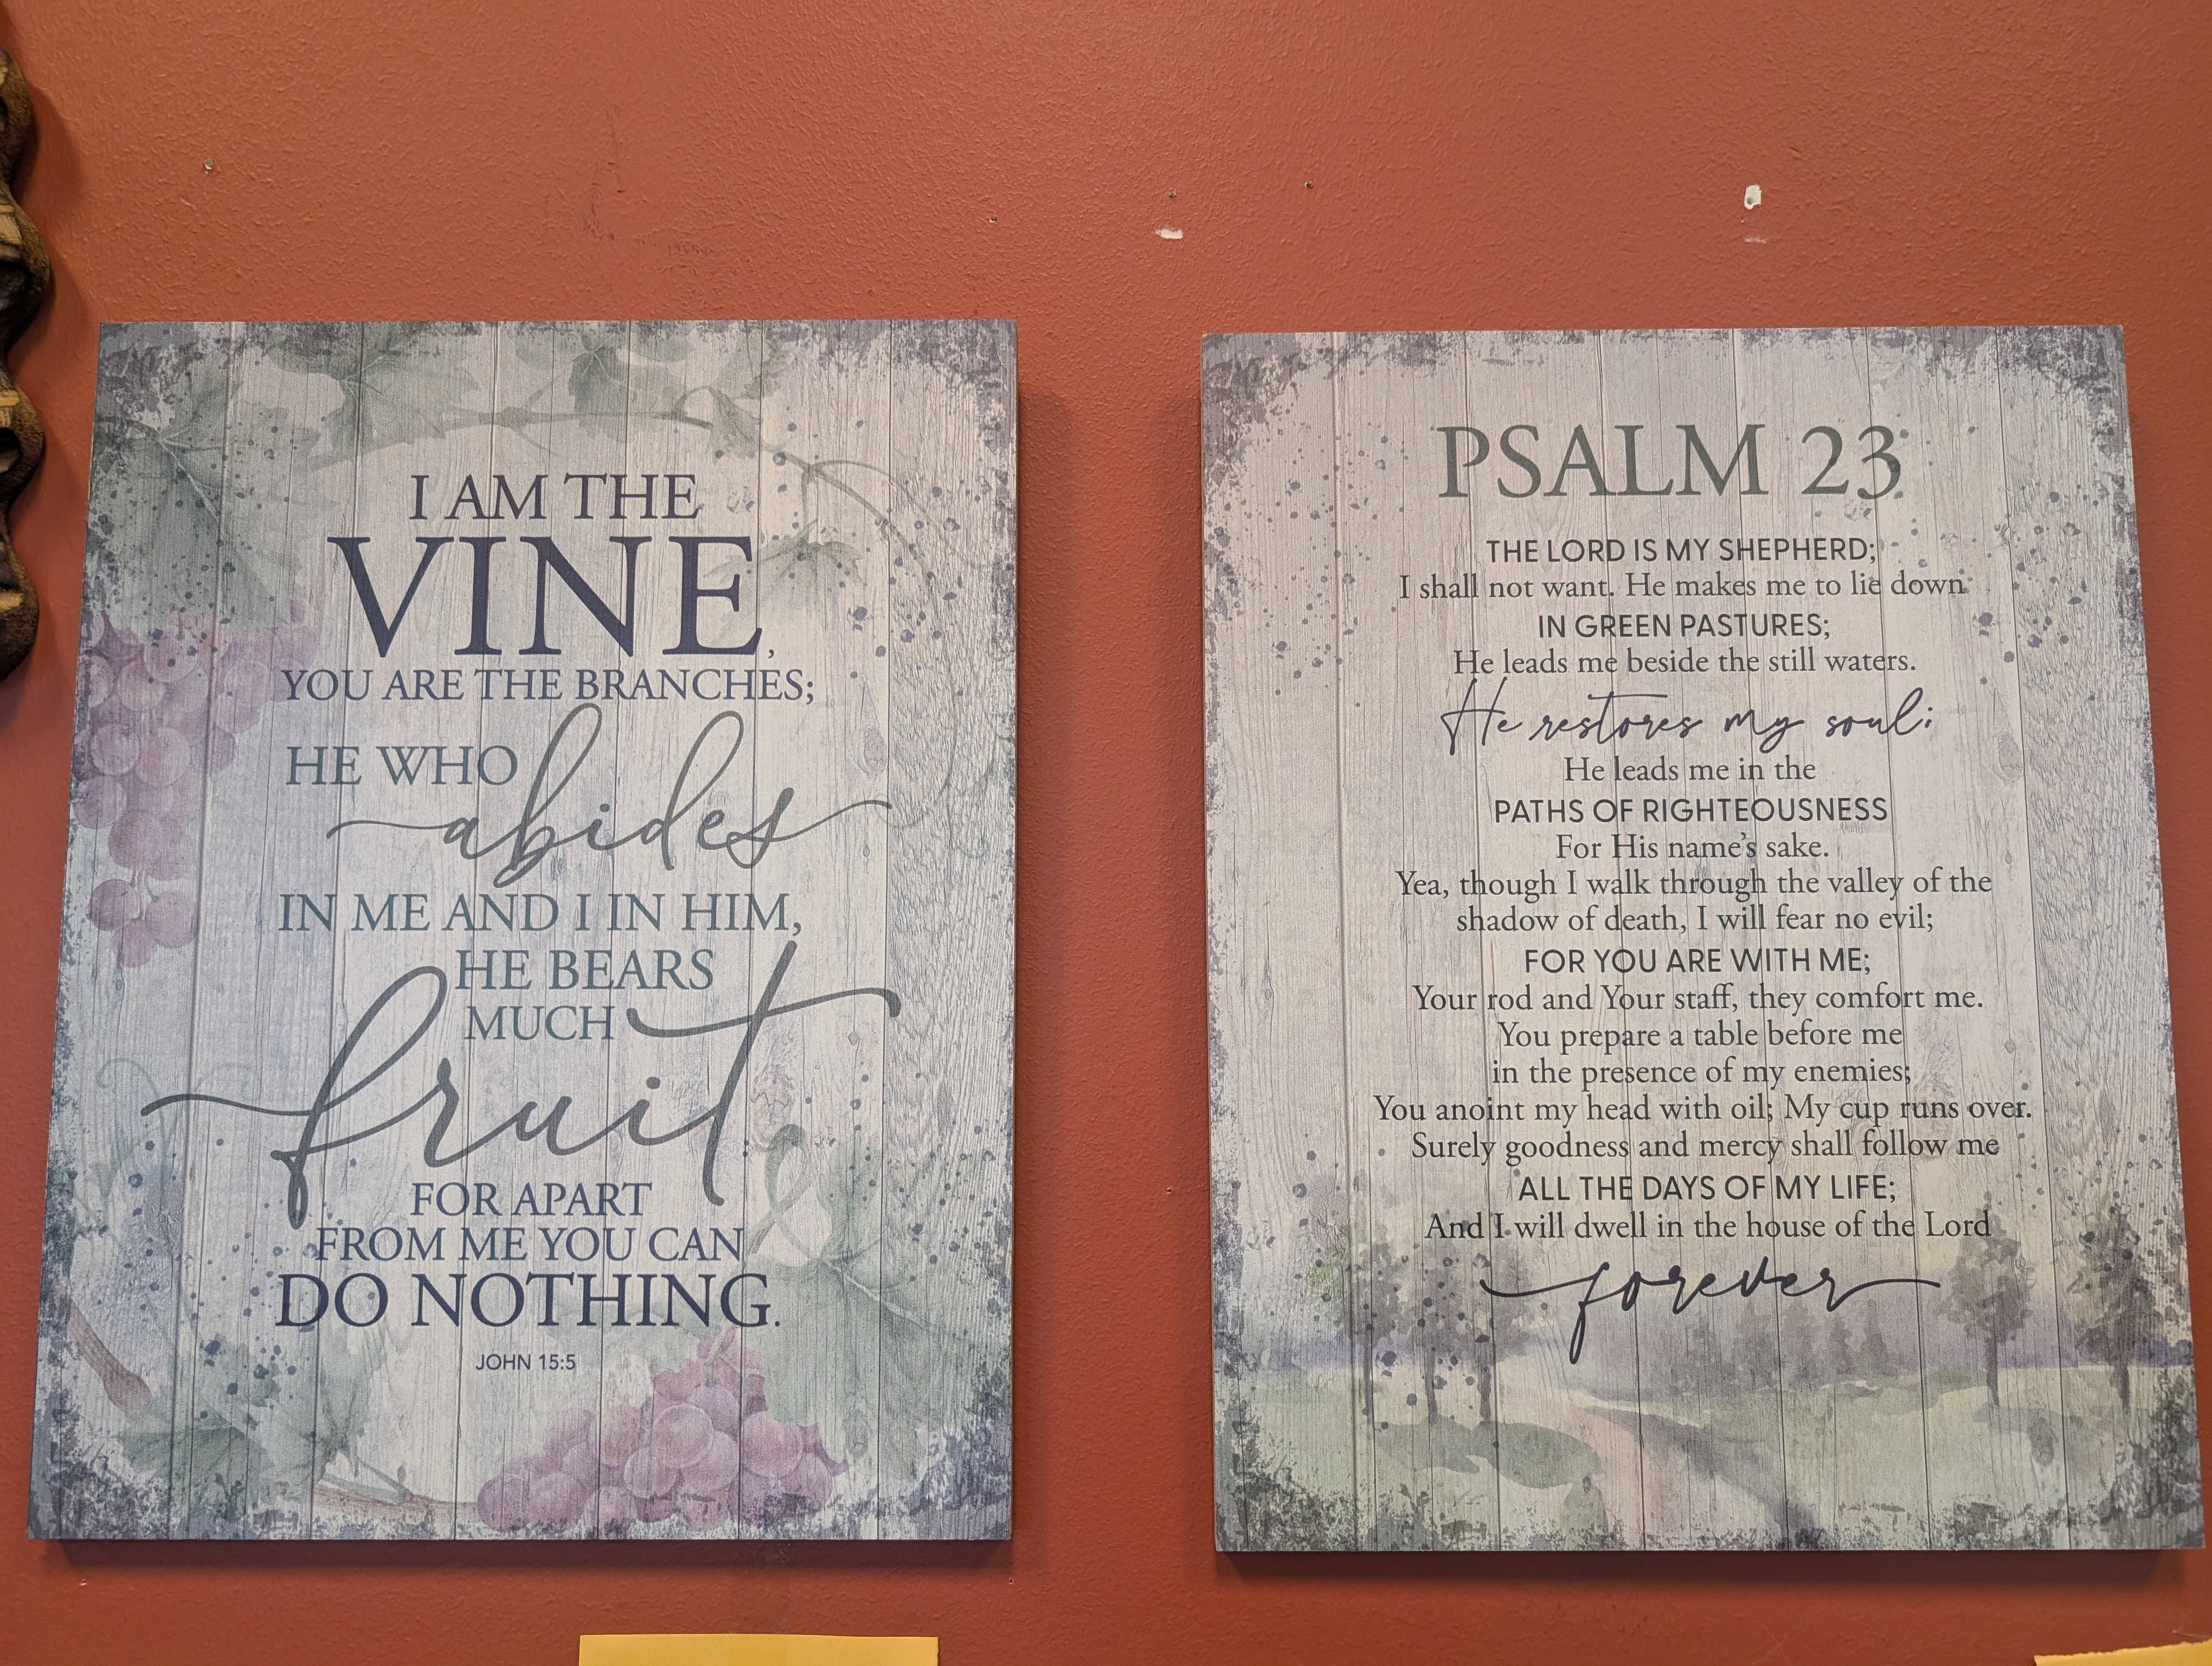 I AM THE
VINE,
YOU ARE THE BRANCHES;
HE WHO
abides
IN ME AND I IN HIM,
HE BEARS
MUCH
fruit
FOR APART
FROM ME YOU CAN
DO NOTHING.
JOHN 15:5
PSALM 23
THE LORD IS MY SHEPHERD;
I shall not want. He makes me to lie down
IN GREEN PASTURES;
He leads me beside the still waters.
He restores my soul;
He leads me in the
PATHS OF RIGHTEOUSNESS
For His name's sake.
Yea, though I walk through the valley of the
shadow of death, I will fear no evil;
FOR YOU ARE WITH ME;
Your rod and Your staff, they comfort me.
You prepare a table before me
in the presence of my enemies;
You anoint my head with oil; My cup runs over.
Surely goodness and mercy shall follow me
ALL THE DAYS OF MY LIFE;
And I will dwell in the house of the Lord
forever